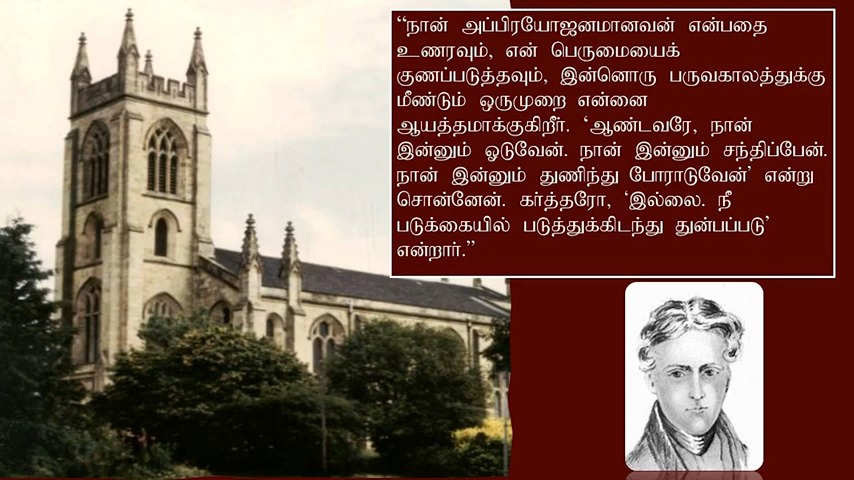 “நான் அப்பிரயோஜனமானவன் என்பதை
உணரவும், என் பெருமையைக்
குணப்படுத்தவும், இன்னொரு பருவகாலத்துக்கு
மீண்டும் ஒருமுறை என்னை
ஆயத்தமாக்குகிறீர். ‘ஆண்டவரே, நான்
இன்னும் ஓடுவேன். நான் இன்னும் சந்திப்பேன்.
நான் இன்னும் துணிந்து போராடுவேன்’ என்று
சொன்னேன். கர்த்தரோ, ‘இல்லை. நீ
படுக்கையில் படுத்துக்கிடந்து துன்பப்படு’
என்றார்.”